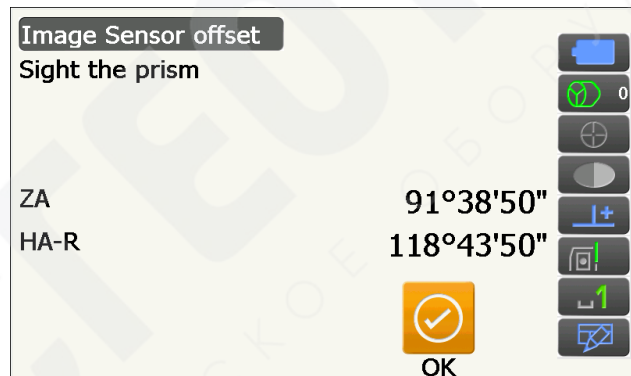 Image Sensor offset
Sight the prism
0
ZA 91°38'50"
HA-R 118°43'50"
1
OK